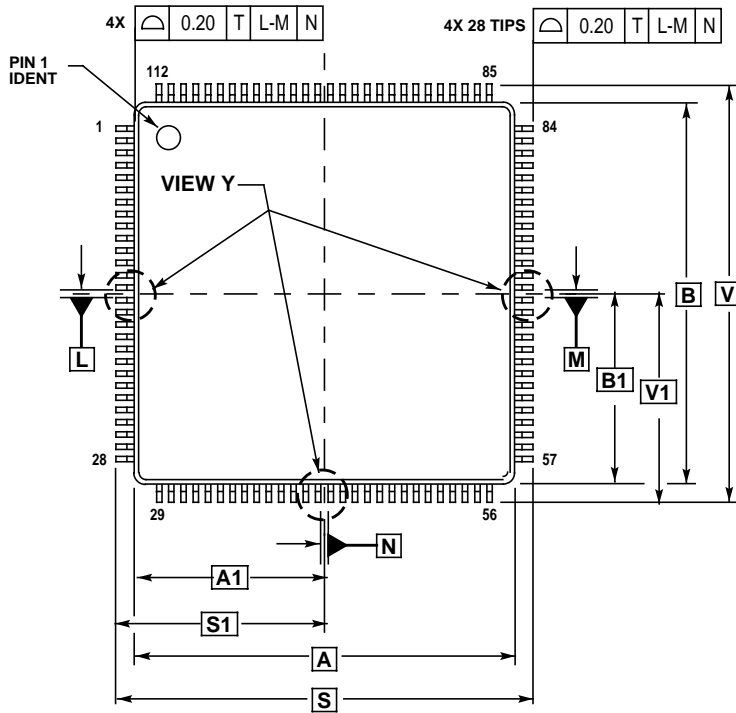 4X ⌓ 0.20 T L-M N
4X 28 TIPS ⌓ 0.20 T L-M N
PIN 1
IDENT
112
85
1
84
VIEW Y
B
V
L
M
B1
V1
28
57
29
56
N
A1
S1
A
S